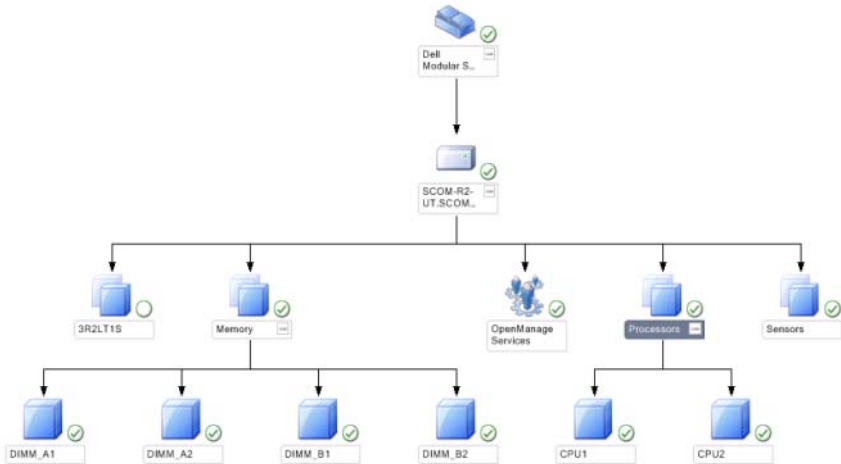 Dell
Modular S...
SCOM-R2-
UT.SCOM...
3R2LT1S
Memory
OpenManage
Services
Processors
Sensors
DIMM_A1
DIMM_A2
DIMM_B1
DIMM_B2
CPU1
CPU2